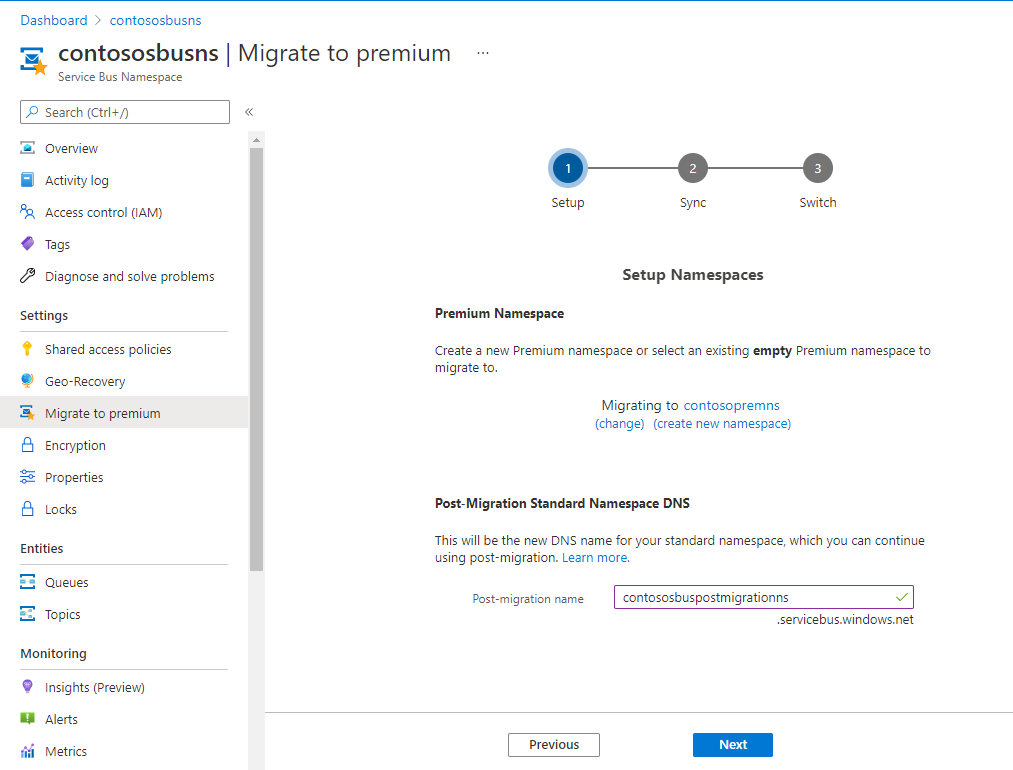 Dashboard > contososbusns
contososbusns | Migrate to premium ...
Service Bus Namespace
Search (Ctrl+/) «
Overview
Activity log
Access control (IAM)
Tags
Diagnose and solve problems
Settings
Shared access policies
Geo-Recovery
Migrate to premium
Encryption
Properties
Locks
Entities
Queues
Topics
Monitoring
Insights (Preview)
Alerts
Metrics
1 2 3
Setup Sync Switch
Setup Namespaces
Premium Namespace
Create a new Premium namespace or select an existing empty Premium namespace to
migrate to.
Migrating to contosopremns
(change) (create new namespace)
Post-Migration Standard Namespace DNS
This will be the new DNS name for your standard namespace, which you can continue
using post-migration. Learn more.
Post-migration name contososbuspostmigrationns
.servicebus.windows.net
Previous Next